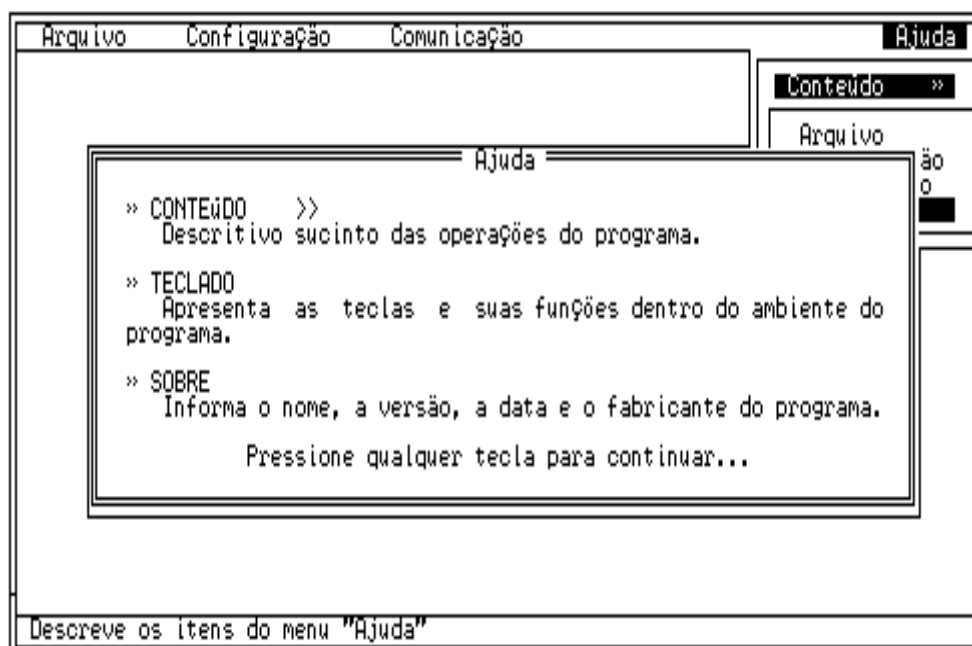 Arquivo Configuração Comunicação Ajuda
Conteúdo »
Arquivo
ão
o
Ajuda
» CONTEúDO >>
Descritivo sucinto das operações do programa.
» TECLADO
Apresenta as teclas e suas funções dentro do ambiente do
programa.
» SOBRE
Informa o nome, a versão, a data e o fabricante do programa.
Pressione qualquer tecla para continuar...
Descreve os itens do menu "Ajuda"